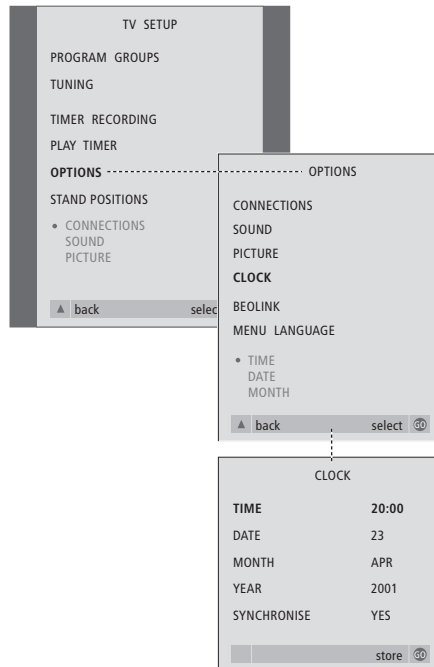 TV SETUP
PROGRAM GROUPS
TUNING
TIMER RECORDING
PLAY TIMER
OPTIONS
STAND POSITIONS
• CONNECTIONS
SOUND
PICTURE
▲ back selec
OPTIONS
CONNECTIONS
SOUND
PICTURE
CLOCK
BEOLINK
MENU LANGUAGE
• TIME
DATE
MONTH
▲ back select GO
CLOCK
TIME 20:00
DATE 23
MONTH APR
YEAR 2001
SYNCHRONISE YES
store GO